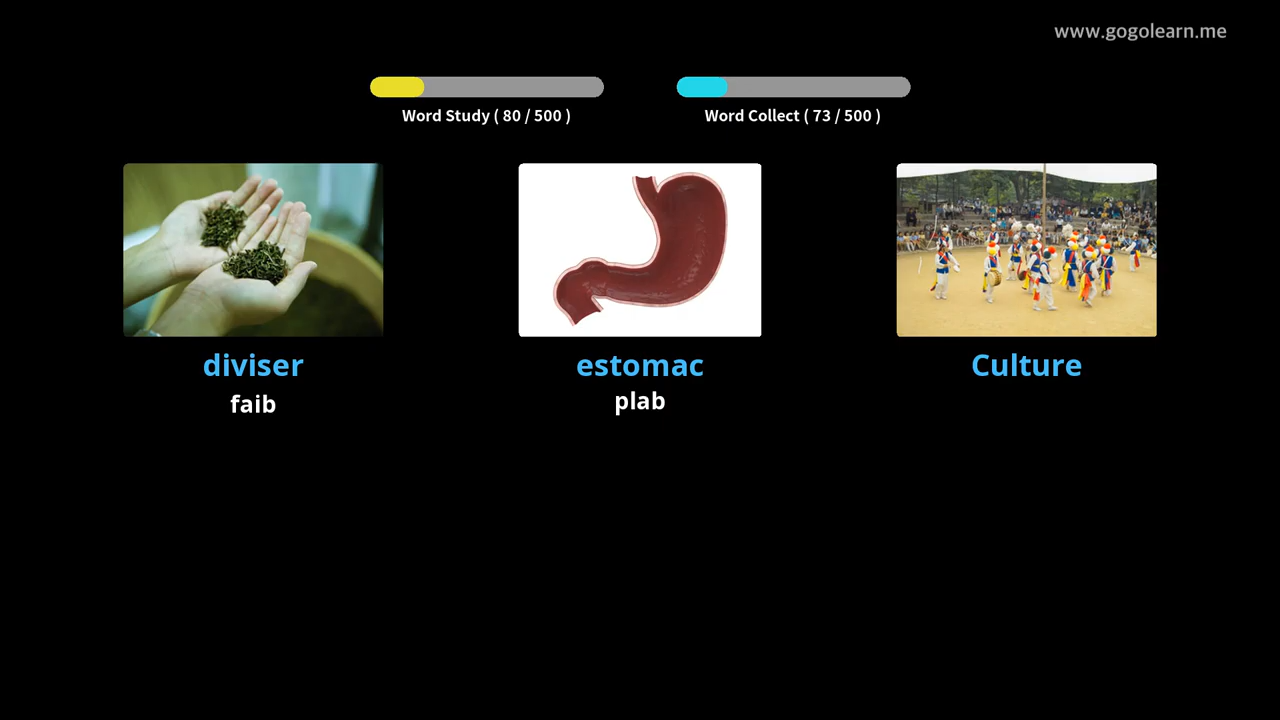 www.gogolearn.me
Word Study ( 80 / 500 )
Word Collect ( 73 / 500 )
diviser
estomac
Culture
faib
plab